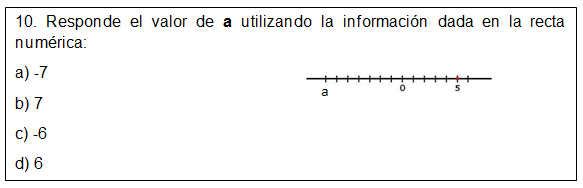 10. Responde el valor de a utilizando la información dada en la recta
numérica:
a) -7
b) 7
c) -6
d) 6
a 0 5